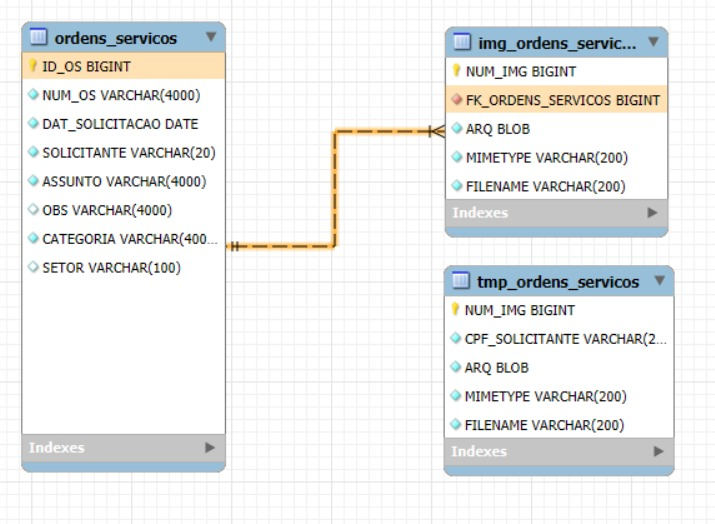 ordens_servicos
ID_OS BIGINT
NUM_OS VARCHAR(4000)
DAT_SOLICITACAO DATE
SOLICITANTE VARCHAR(20)
ASSUNTO VARCHAR(4000)
OBS VARCHAR(4000)
CATEGORIA VARCHAR(400...
SETOR VARCHAR(100)
Indexes
img_ordens_servic...
NUM_IMG BIGINT
FK_ORDENS_SERVICOS BIGINT
ARQ BLOB
MIMETYPE VARCHAR(200)
FILENAME VARCHAR(200)
Indexes
tmp_ordens_servicos
NUM_IMG BIGINT
CPF_SOLICITANTE VARCHAR(2...
ARQ BLOB
MIMETYPE VARCHAR(200)
FILENAME VARCHAR(200)
Indexes